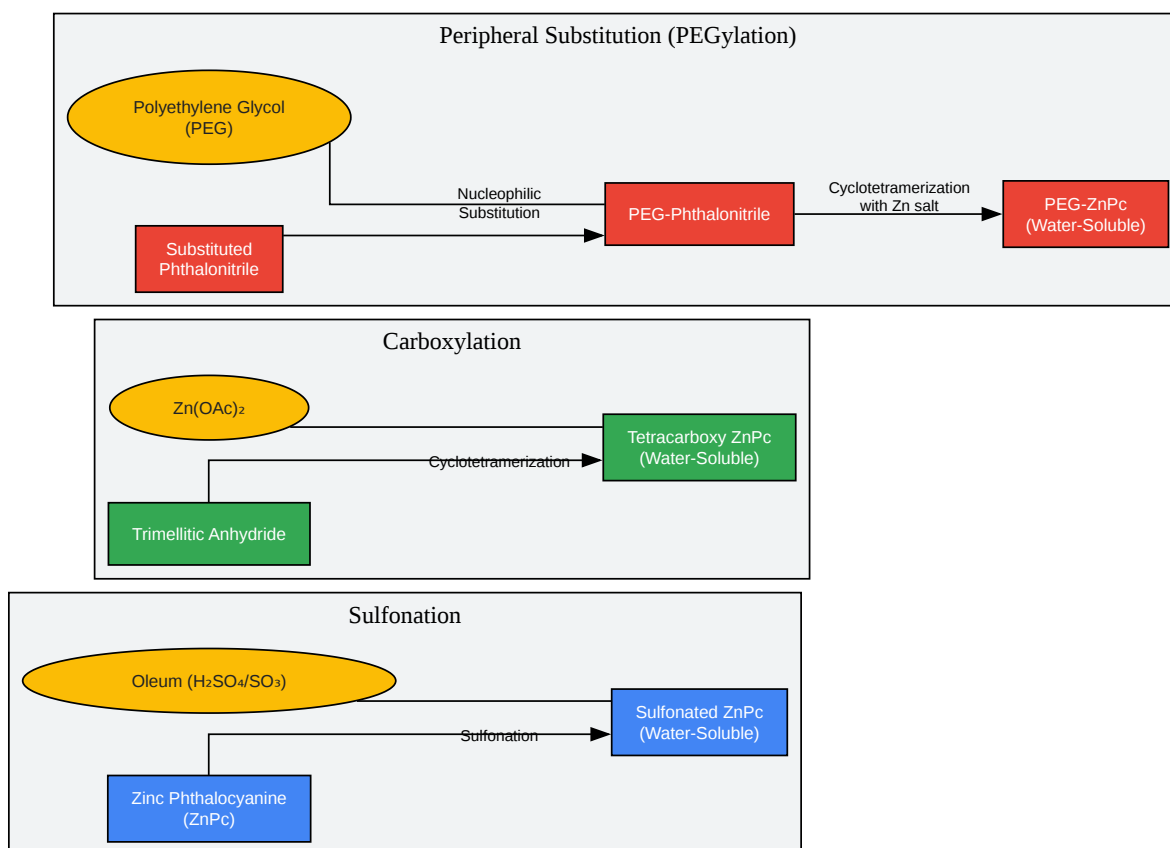 Peripheral Substitution (PEGylation)
Polyethylene Glycol
(PEG)
Nucleophilic
Substitution
Substituted
Phthalonitrile
PEG-Phthalonitrile
Cyclotetramerization
with Zn salt
PEG-ZnPc
(Water-Soluble)
Carboxylation
Zn(OAc)₂
Cyclotetramerization
Trimellitic Anhydride
Tetracarboxy ZnPc
(Water-Soluble)
Sulfonation
Oleum (H₂SO₄/SO₃)
Sulfonation
Zinc Phthalocyanine
(ZnPc)
Sulfonated ZnPc
(Water-Soluble)